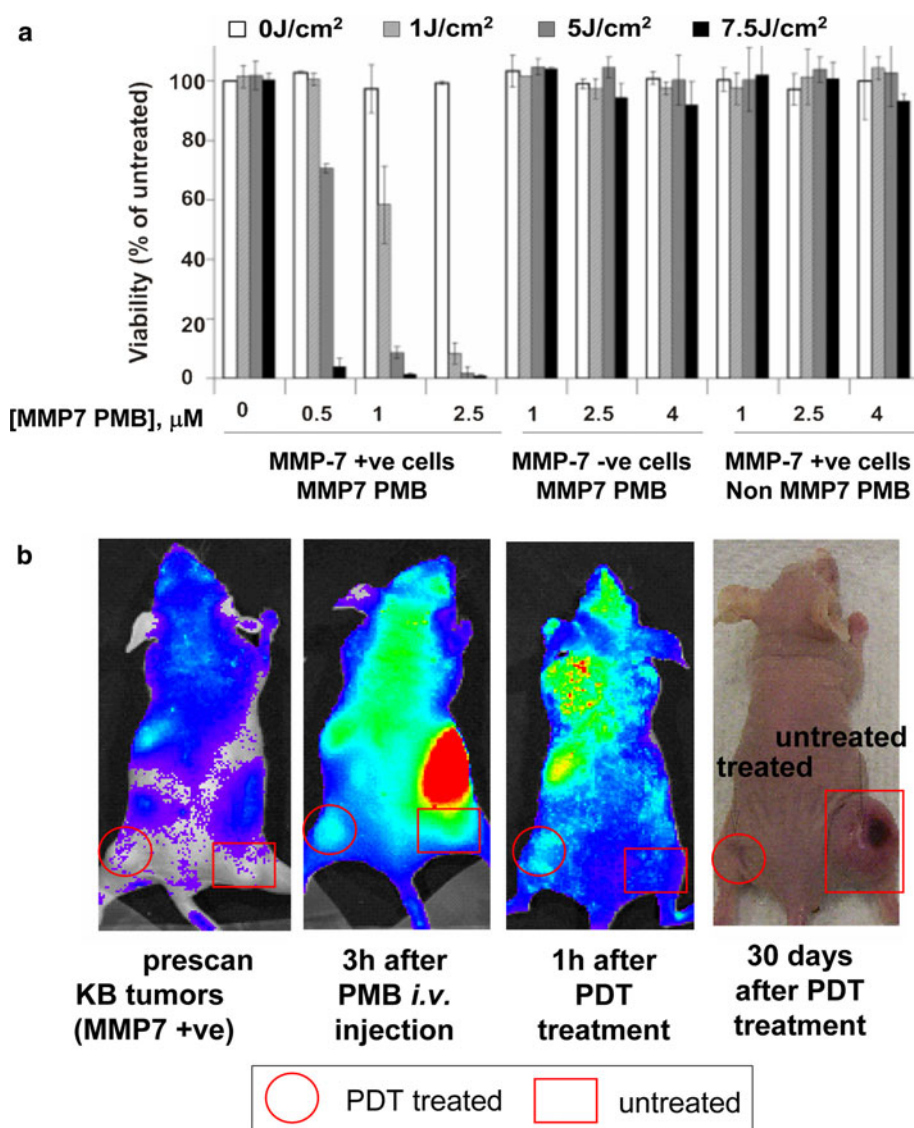 a
0J/cm² 1J/cm² 5J/cm² 7.5J/cm²
Viability (% of untreated)
100
80
60
40
20
0
[MMP7 PMB], μM 0 0.5 1 2.5 1 2.5 4 1 2.5 4
MMP-7 +ve cells MMP-7 -ve cells MMP-7 +ve cells
MMP7 PMB MMP7 PMB Non MMP7 PMB
b
untreated
treated
prescan
KB tumors
(MMP7 +ve)
3h after
PMB i.v.
injection
1h after
PDT
treatment
30 days
after PDT
treatment
PDT treated untreated